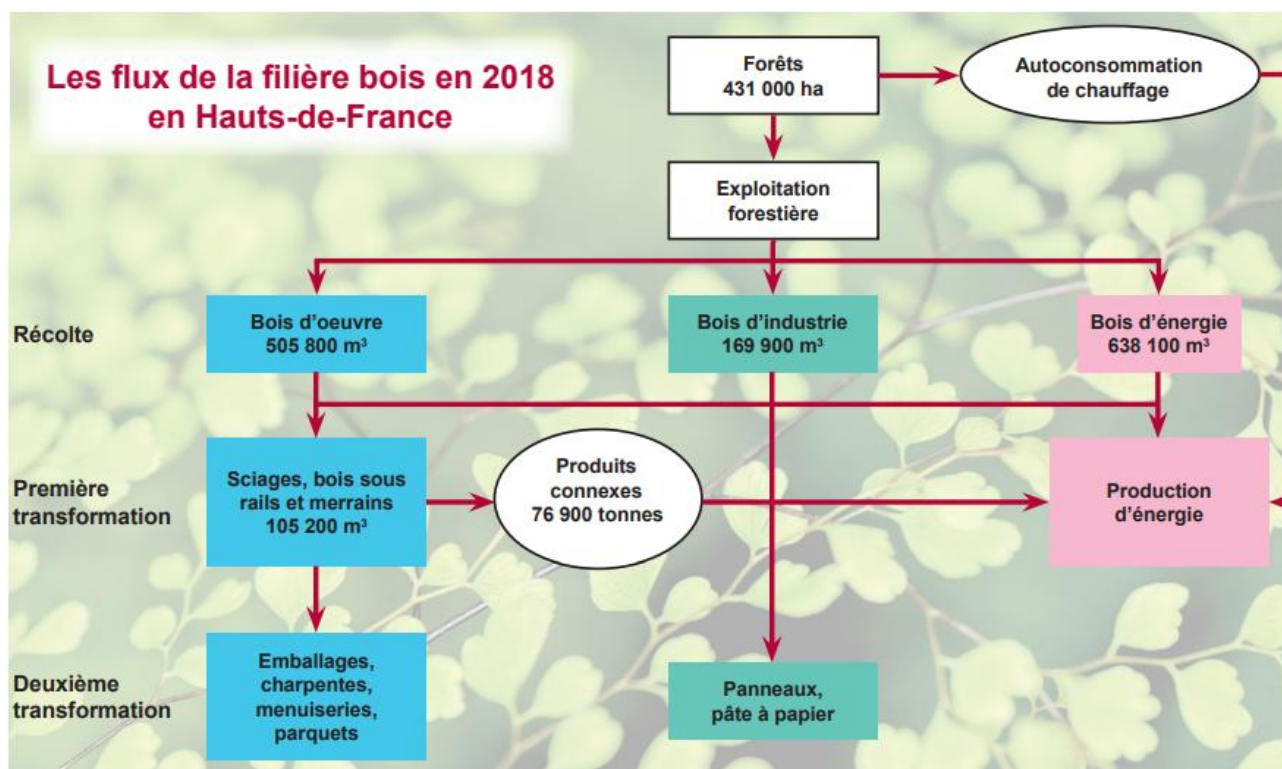 Les flux de la filière bois en 2018
en Hauts-de-France
Forêts
431 000 ha
Autoconsommation
de chauffage
Exploitation
forestière
Récolte
Bois d'oeuvre
505 800 m³
Bois d'industrie
169 900 m³
Bois d'énergie
638 100 m³
Première
transformation
Sciages, bois sous
rails et merrains
105 200 m³
Produits
connexes
76 900 tonnes
Production
d'énergie
Deuxième
transformation
Emballages,
charpentes,
menuiseries,
parquets
Panneaux,
pâte à papier